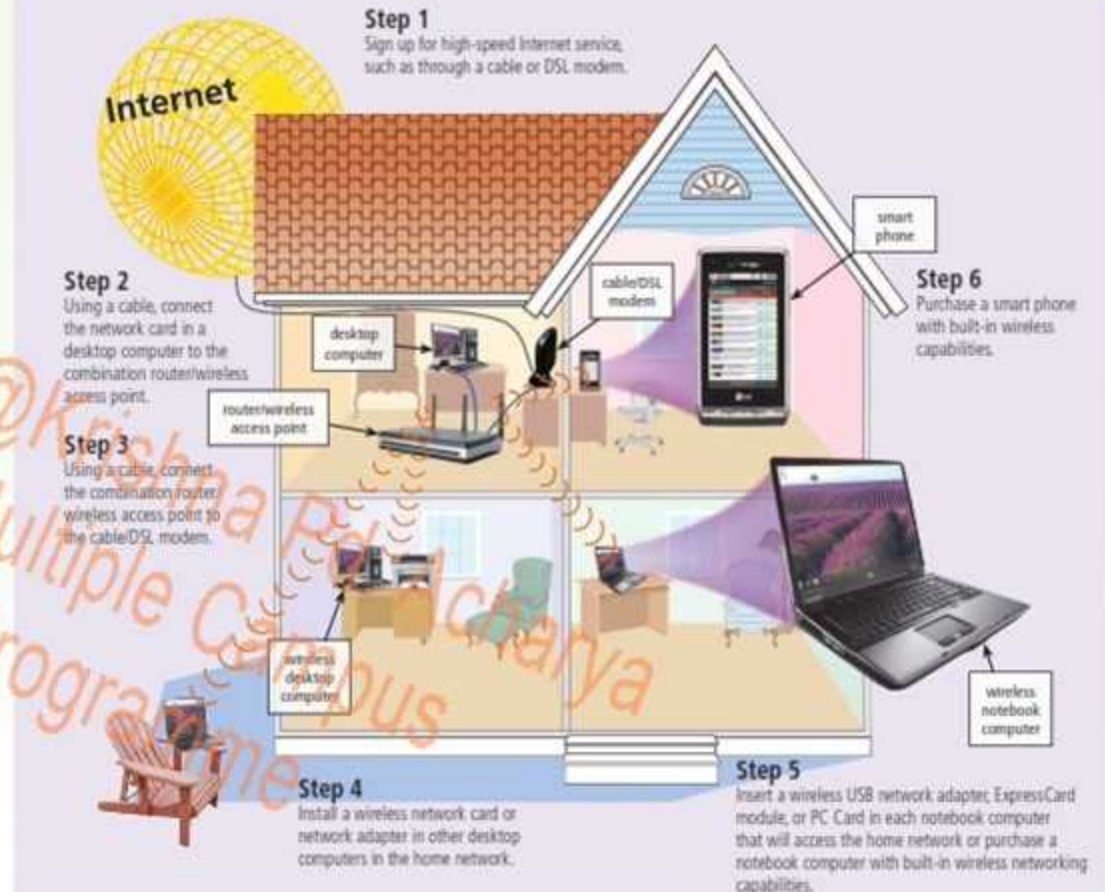 Step 1
Sign up for high-speed Internet service,
such as through a cable or DSL modem.
Internet
smart
phone
Step 2
Using a cable, connect
the network card in a
desktop computer to the
combination router/wireless
access point.
cable/DSL
modem
Step 6
Purchase a smart phone
with built-in wireless
capabilities.
desktop
computer
router/wireless
access point
Step 3
Using a cable, connect
the combination router/
wireless access point to
the cable/DSL modem.
@Krishna Pd. Acharya
Multiple Campus
Programme
wireless
desktop
computer
wireless
notebook
computer
Step 4
Install a wireless network card or
network adapter in other desktop
computers in the home network.
Step 5
Insert a wireless USB network adapter, ExpressCard
module, or PC Card in each notebook computer
that will access the home network or purchase a
notebook computer with built-in wireless networking
capabilities.